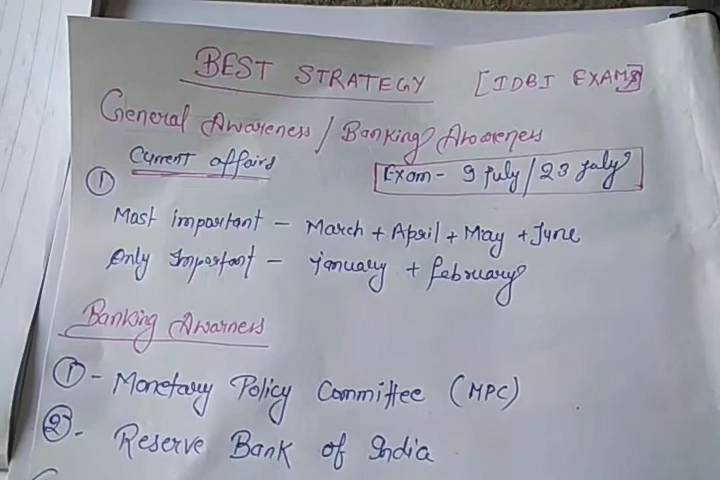 BEST STRATEGY [IDBI EXAMS]
General Awareness / Banking Awareness
Current affairs
Exam - 9 July / 23 July
①
Most important - March + April + May + June
Only Important - January + february
Banking Awarness
① - Monetary Policy Committee (MPC)
② - Reserve Bank of India